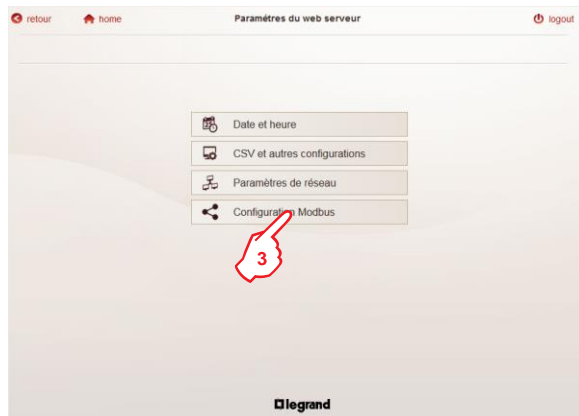 retour home Paramètres du web serveur logout
Date et heure
CSV et autres configurations
Paramètres de réseau
Configuration Modbus
3
legrand